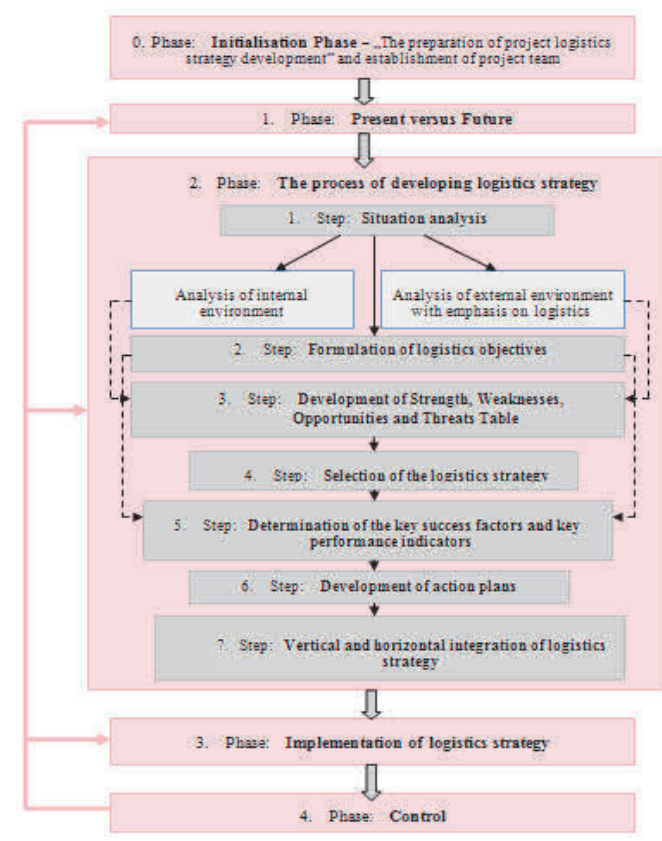 0. Phase: Initialisation Phase – „The preparation of project logistics
strategy development” and establishment of project team
1. Phase: Present versus Future
2. Phase: The process of developing logistics strategy
1. Step: Situation analysis
Analysis of internal
environment
Analysis of external environment
with emphasis on logistics
2. Step: Formulation of logistics objectives
3. Step: Development of Strength, Weaknesses,
Opportunities and Threats Table
4. Step: Selection of the logistics strategy
5. Step: Determination of the key success factors and key
performance indicators
6. Step: Development of action plans
7. Step: Vertical and horizontal integration of logistics
strategy
3. Phase: Implementation of logistics strategy
4. Phase: Control